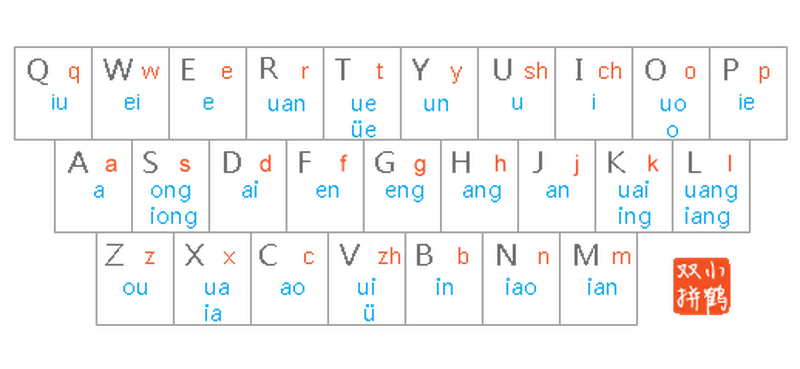 Q q W w E e R r T t Y y U sh I ch O o P p
iu ei e uan ue un u i uo ie
üe o
A a S s D d F f G g H h J j K k L l
a ong ai en eng ang an uai uang
iong ing iang
Z z X x C c V zh B b N n M m
ou ua ao ui in iao ian
ia ü
双小
拼鹤